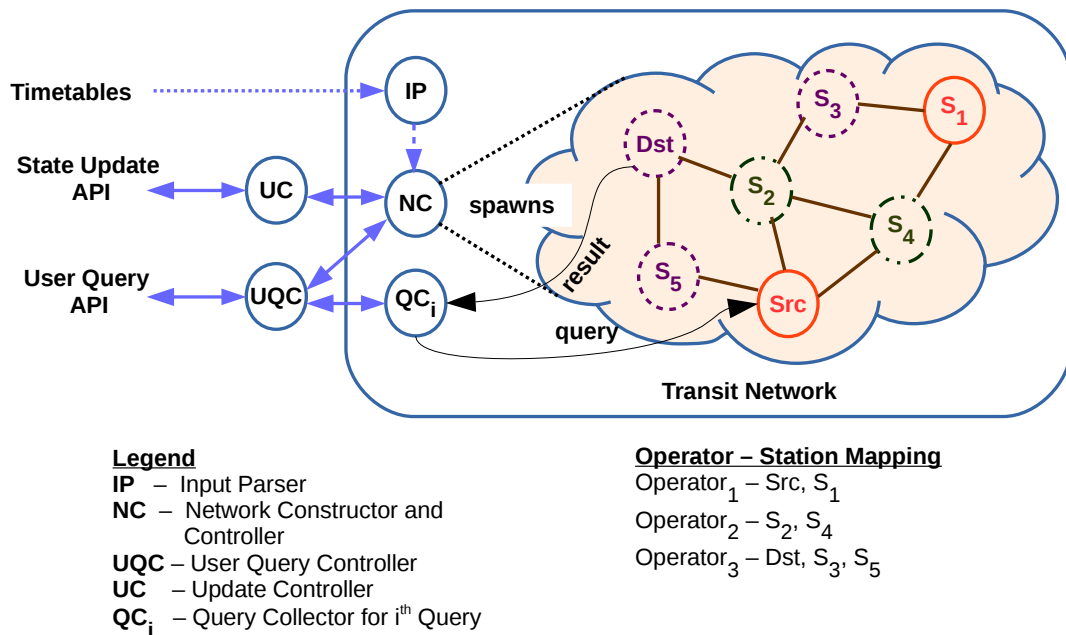 Timetables
IP
State Update
API
UC
NC
spawns
User Query
API
UQC
QCi
result
query
Dst
S3
S1
S2
S4
S5
Src
Transit Network
Legend
IP – Input Parser
NC – Network Constructor and
Controller
UQC – User Query Controller
UC – Update Controller
QCi – Query Collector for ith Query
Operator – Station Mapping
Operator1 – Src, S1
Operator2 – S2, S4
Operator3 – Dst, S3, S5